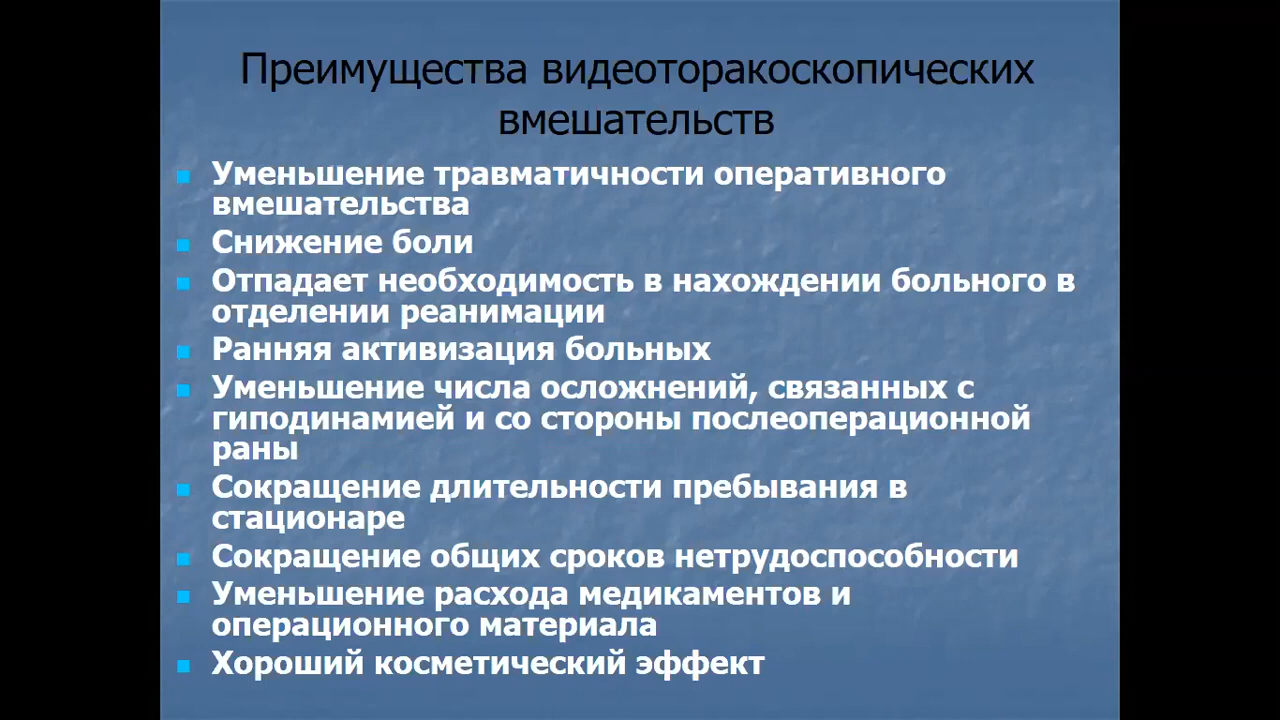 Преимущества видеоторакоскопических
вмешательств
Уменьшение травматичности оперативного
вмешательства
Снижение боли
Отпадает необходимость в нахождении больного в
отделении реанимации
Ранняя активизация больных
Уменьшение числа осложнений, связанных с
гиподинамией и со стороны послеоперационной
раны
Сокращение длительности пребывания в
стационаре
Сокращение общих сроков нетрудоспособности
Уменьшение расхода медикаментов и
операционного материала
Хороший косметический эффект